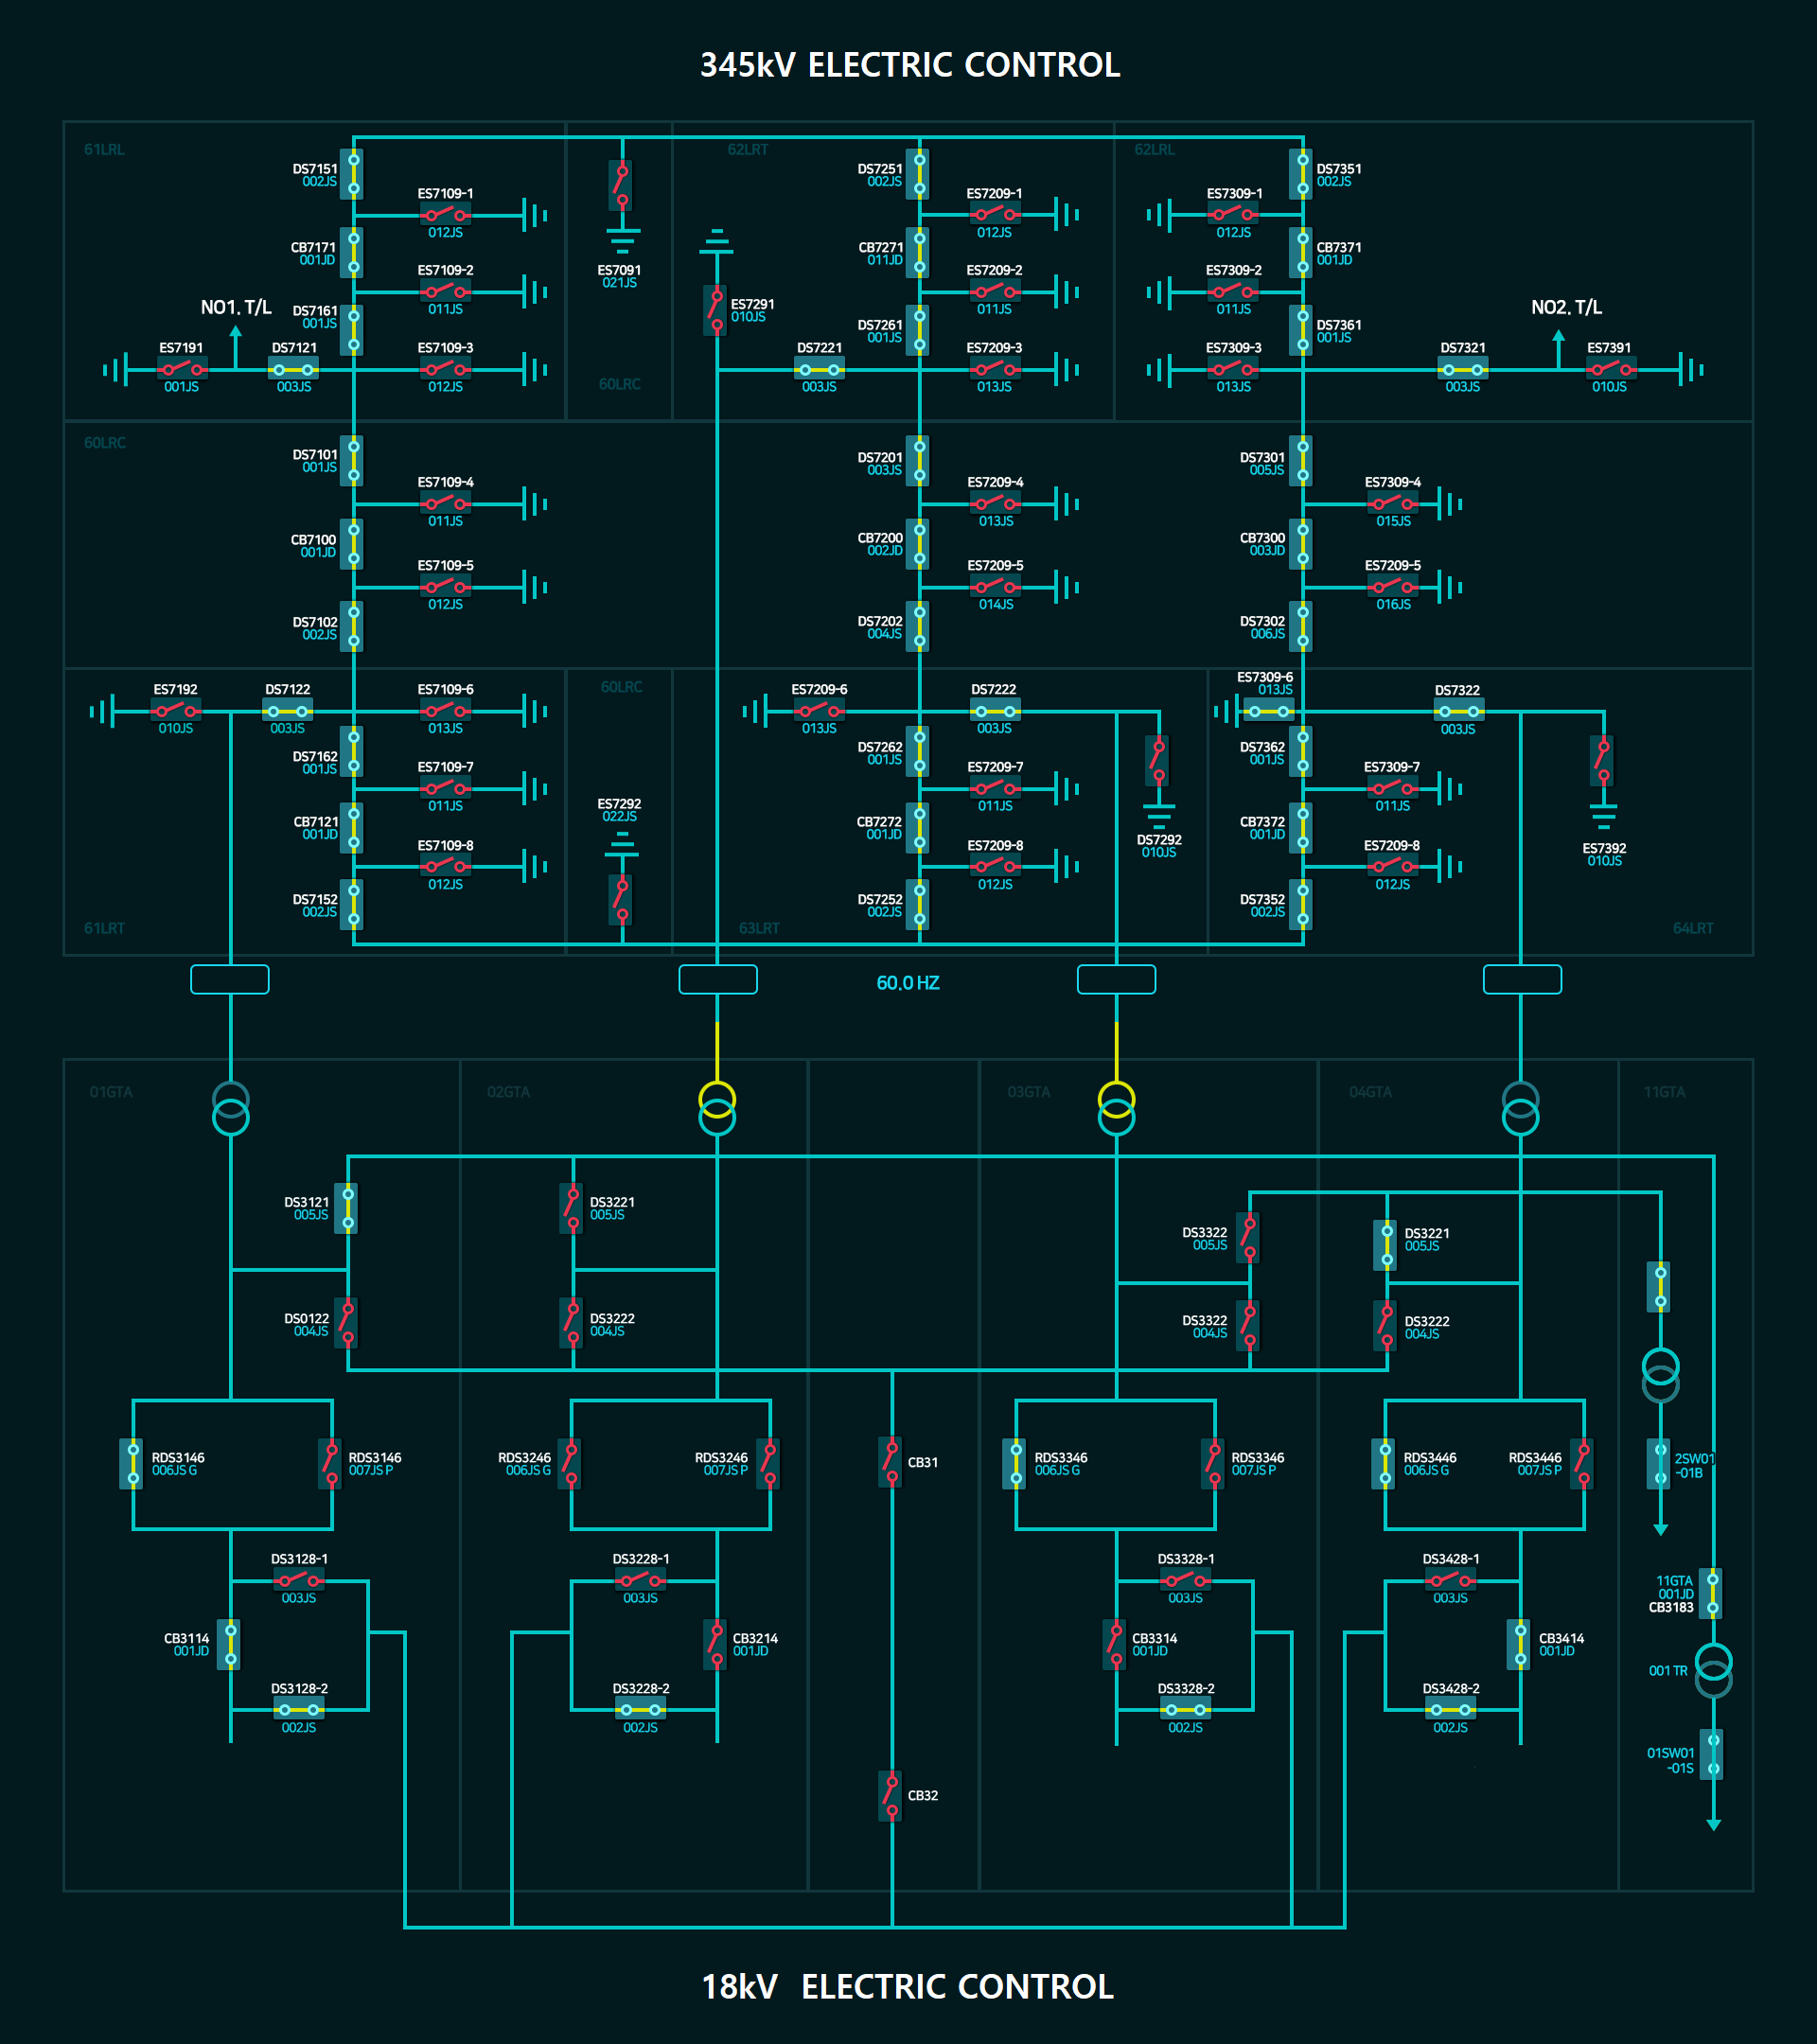 345kV ELECTRIC CONTROL
61LRL
DS7151
002JS
ES7109-1
012JS
CB7171
001JD
ES7109-2
011JS
NO1. T/L
DS7161
001JS
ES7191
001JS
DS7121
003JS
ES7109-3
012JS
ES7091
021JS
60LRC
62LRT
DS7251
002JS
ES7209-1
012JS
CB7271
011JD
ES7209-2
011JS
ES7291
010JS
DS7261
001JS
DS7221
003JS
ES7209-3
013JS
62LRL
DS7351
002JS
ES7309-1
012JS
CB7371
001JD
ES7309-2
011JS
DS7361
001JS
NO2. T/L
ES7309-3
013JS
DS7321
003JS
ES7391
010JS
60LRC
DS7101
001JS
ES7109-4
011JS
CB7100
001JD
ES7109-5
012JS
DS7102
002JS
DS7201
003JS
ES7209-4
013JS
CB7200
002JD
ES7209-5
014JS
DS7202
004JS
DS7301
005JS
ES7309-4
015JS
CB7300
003JD
ES7209-5
016JS
DS7302
006JS
ES7192
010JS
DS7122
003JS
ES7109-6
013JS
DS7162
001JS
ES7109-7
011JS
CB7121
001JD
ES7109-8
012JS
DS7152
002JS
61LRT
60LRC
ES7292
022JS
ES7209-6
013JS
DS7222
003JS
DS7262
001JS
ES7209-7
011JS
CB7272
001JD
ES7209-8
012JS
DS7292
010JS
DS7252
002JS
63LRT
ES7309-6
013JS
DS7322
003JS
DS7362
001JS
ES7309-7
011JS
CB7372
001JD
ES7209-8
012JS
ES7392
010JS
DS7352
002JS
64LRT
60.0 HZ
01GTA
02GTA
03GTA
04GTA
11GTA
DS3121
005JS
DS3221
005JS
DS3322
005JS
DS3221
005JS
DS0122
004JS
DS3222
004JS
DS3322
004JS
DS3222
004JS
RDS3146
006JS G
RDS3146
007JS P
RDS3246
006JS G
RDS3246
007JS P
CB31
RDS3346
006JS G
RDS3346
007JS P
RDS3446
006JS G
RDS3446
007JS P
2SW01
-01B
DS3128-1
003JS
DS3228-1
003JS
DS3328-1
003JS
DS3428-1
003JS
11GTA
001JD
CB3183
CB3114
001JD
CB3214
001JD
CB3314
001JD
CB3414
001JD
001 TR
DS3128-2
002JS
DS3228-2
002JS
DS3328-2
002JS
DS3428-2
002JS
01SW01
-01S
CB32
18kV ELECTRIC CONTROL